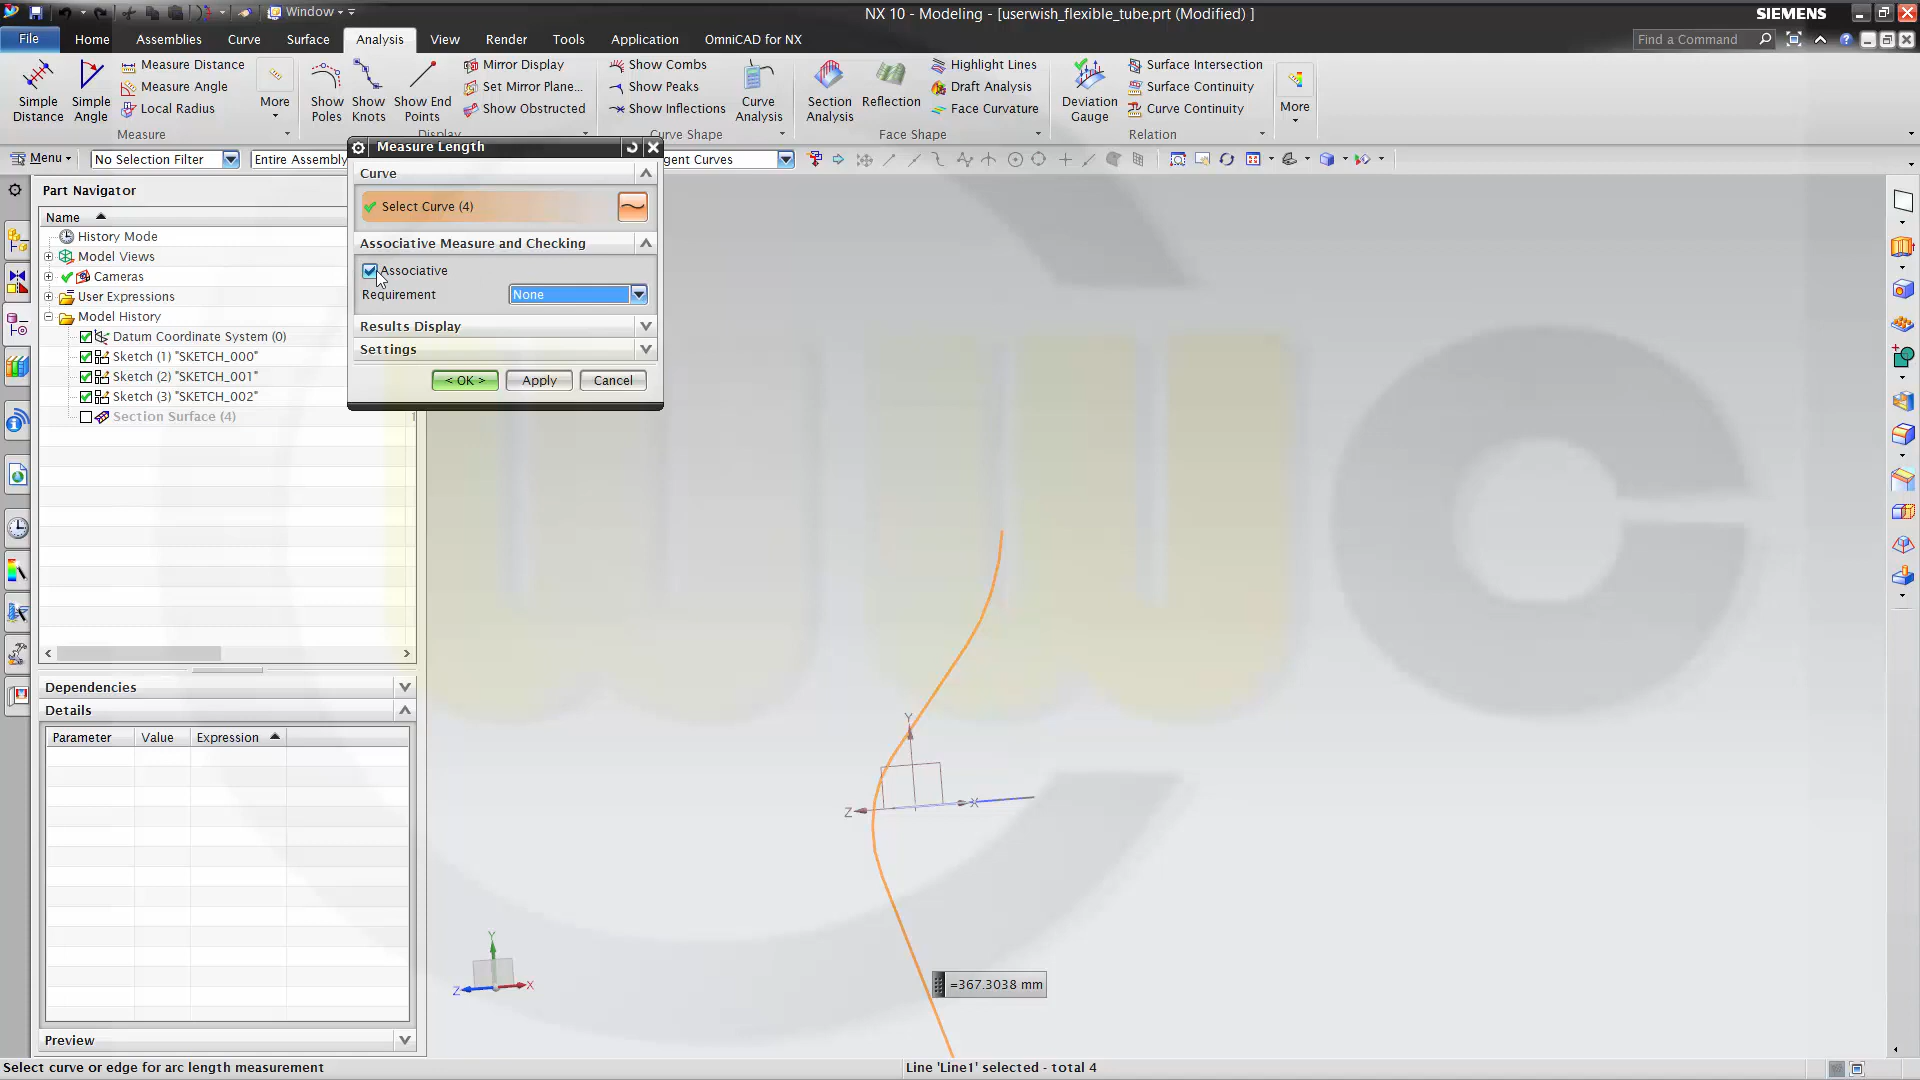 Window
NX 10 - Modeling - [userwish_flexible_tube.prt (Modified) ]
SIEMENS
File
Home
Assemblies
Curve
Surface
Analysis
View
Render
Tools
Application
OmniCAD for NX
Find a Command
Simple Distance
Simple Angle
Measure Distance
Measure Angle
Local Radius
More
Show Poles
Show Knots
Show End Points
Mirror Display
Set Mirror Plane...
Show Obstructed
Show Combs
Show Peaks
Show Inflections
Curve Analysis
Section Analysis
Reflection
Highlight Lines
Draft Analysis
Face Curvature
Deviation Gauge
Surface Intersection
Surface Continuity
Curve Continuity
More
Measure
Display
Curve Shape
Face Shape
Relation
Menu
No Selection Filter
Entire Assembly
gent Curves
Part Navigator
Name
History Mode
Model Views
Cameras
User Expressions
Model History
Datum Coordinate System (0)
Sketch (1) "SKETCH_000"
Sketch (2) "SKETCH_001"
Sketch (3) "SKETCH_002"
Section Surface (4)
Measure Length
Curve
Select Curve (4)
Associative Measure and Checking
Associative
Requirement
None
Results Display
Settings
< OK >
Apply
Cancel
Dependencies
Details
Parameter
Value
Expression
Preview
Y
Z
X
Y
Z
X
=367.3038 mm
Select curve or edge for arc length measurement
Line 'Line1' selected - total 4